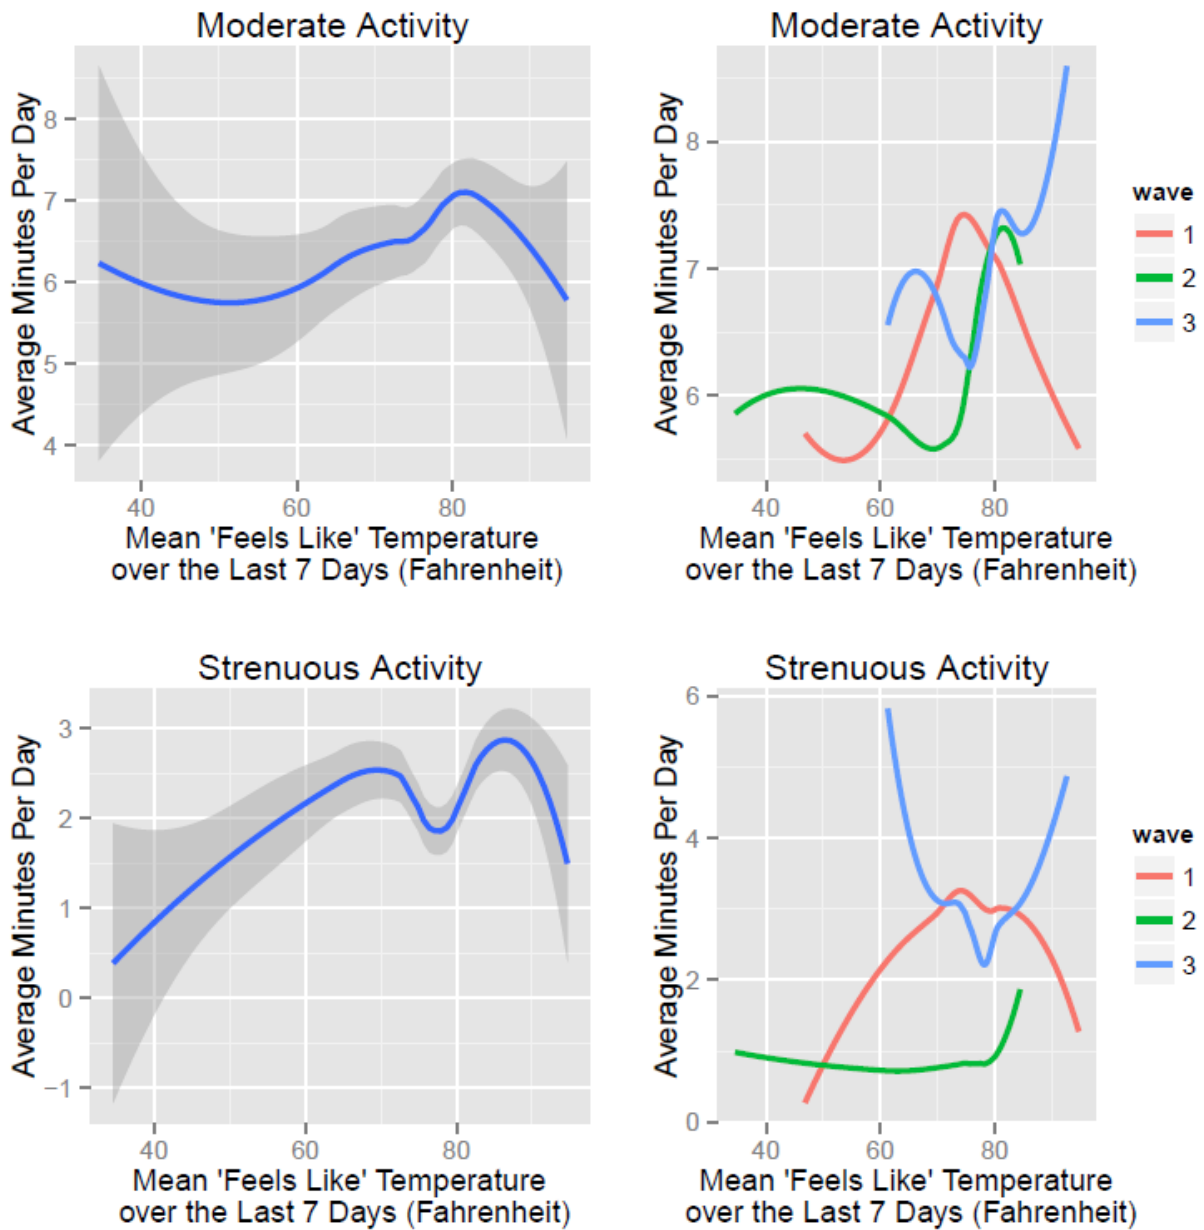 Moderate Activity
Average Minutes Per Day
8
7
6
5
4
40 60 80
Mean 'Feels Like' Temperature
over the Last 7 Days (Fahrenheit)
Moderate Activity
Average Minutes Per Day
8
7
6
40 60 80
Mean 'Feels Like' Temperature
over the Last 7 Days (Fahrenheit)
wave
1
2
3
Strenuous Activity
Average Minutes Per Day
3
2
1
0
−1
40 60 80
Mean 'Feels Like' Temperature
over the Last 7 Days (Fahrenheit)
Strenuous Activity
Average Minutes Per Day
6
4
2
0
40 60 80
Mean 'Feels Like' Temperature
over the Last 7 Days (Fahrenheit)
wave
1
2
3